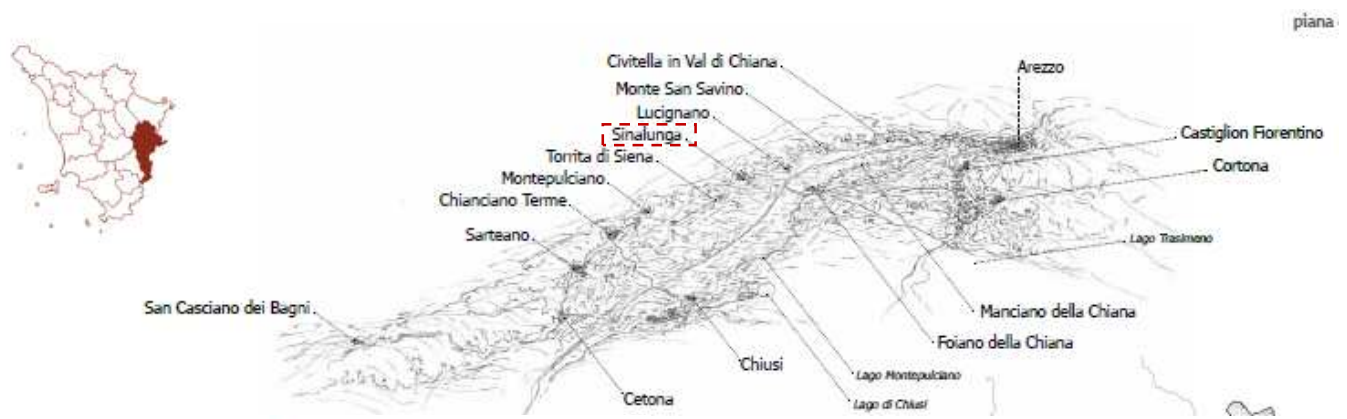 piana
Civitella in Val di Chiana
Arezzo
Monte San Savino
Lucignano
Castiglion Fiorentino
Sinalunga
Torrita di Siena
Cortona
Montepulciano
Chianciano Terme
Sarteano
Lago Trasimeno
San Casciano dei Bagni
Manciano della Chiana
Foiano della Chiana
Chiusi
Lago Montepulciano
Cetona
Lago di Chiusi